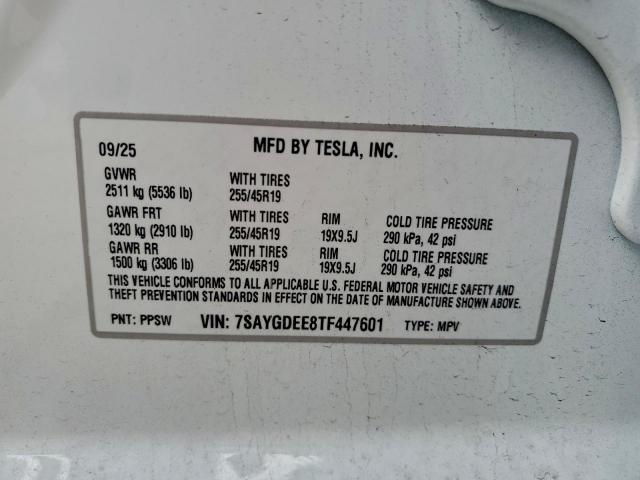 09/25 MFD BY TESLA, INC.
GVWR
2511 kg (5536 lb) WITH TIRES 255/45R19
GAWR FRT
1320 kg (2910 lb) WITH TIRES 255/45R19 RIM 19X9.5J COLD TIRE PRESSURE 290 kPa, 42 psi
GAWR RR
1500 kg (3306 lb) WITH TIRES 255/45R19 RIM 19X9.5J COLD TIRE PRESSURE 290 kPa, 42 psi
THIS VEHICLE CONFORMS TO ALL APPLICABLE U.S. FEDERAL MOTOR VEHICLE SAFETY AND
THEFT PREVENTION STANDARDS IN EFFECT ON THE DATE OF MANUFACTURE SHOWN ABOVE.
PNT: PPSW VIN: 7SAYGDEE8TF447601 TYPE: MPV